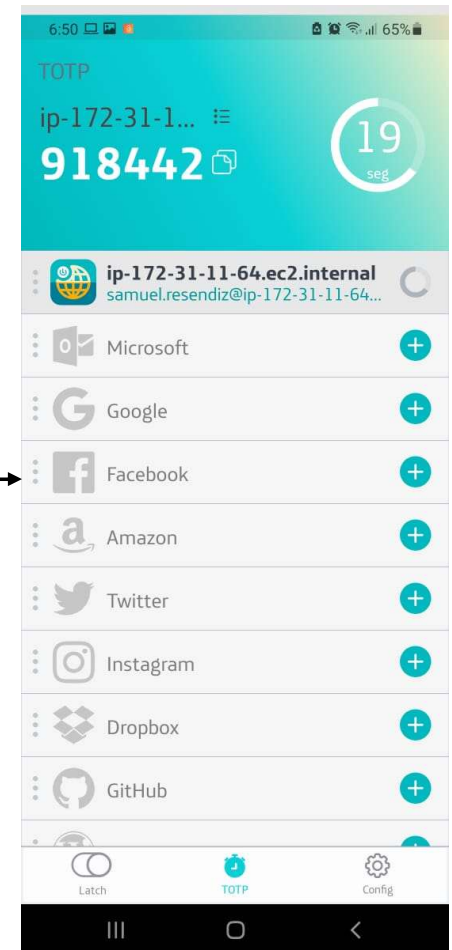 6:50 65%
TOTP
ip-172-31-1...
918442
19
seg
ip-172-31-11-64.ec2.internal
samuel.resendiz@ip-172-31-11-64...
Microsoft
Google
Facebook
Amazon
Twitter
Instagram
Dropbox
GitHub
Latch TOTP Config